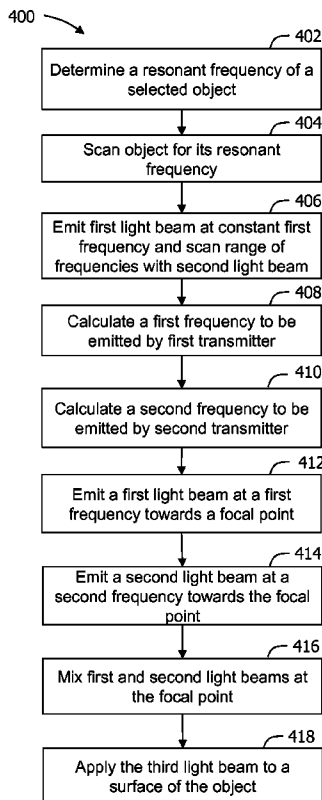 400
402
Determine a resonant frequency of a
selected object
404
Scan object for its resonant
frequency
406
Emit first light beam at constant first
frequency and scan range of
frequencies with second light beam
408
Calculate a first frequency to be
emitted by first transmitter
410
Calculate a second frequency to be
emitted by second transmitter
412
Emit a first light beam at a first
frequency towards a focal point
414
Emit a second light beam at a
second frequency towards the focal
point
416
Mix first and second light beams at
the focal point
418
Apply the third light beam to a
surface of the object